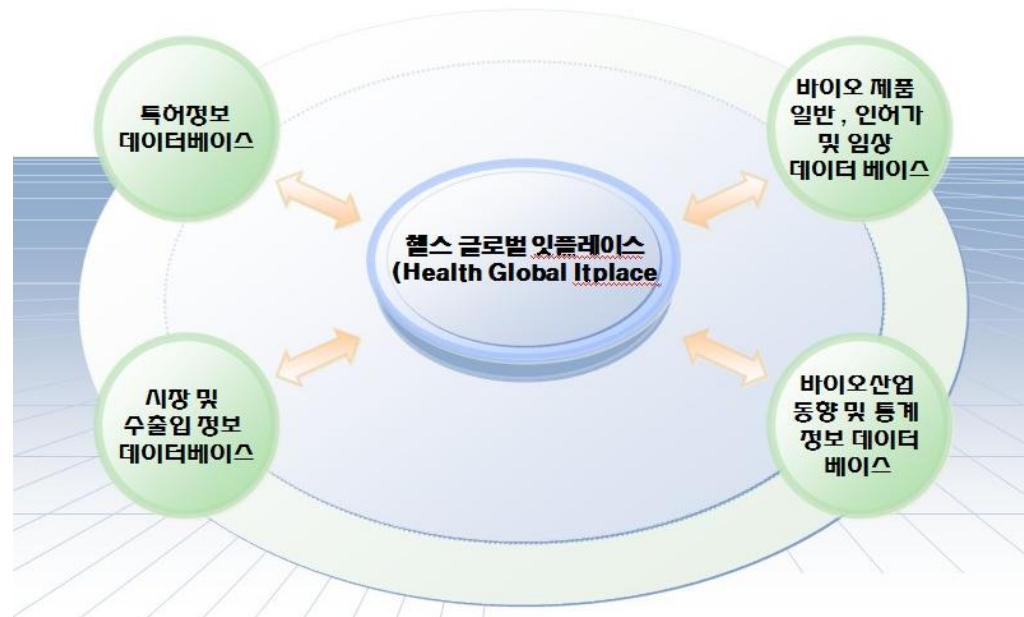 특허정보
데이터베이스
바이오 제품
일반 , 인허가
및 임상
데이터 베이스
헬스 글로벌 잇플레이스
(Health Global Itplace
시장 및
수출입 정보
데이터베이스
바이오산업
동향 및 통계
정보 데이터
베이스